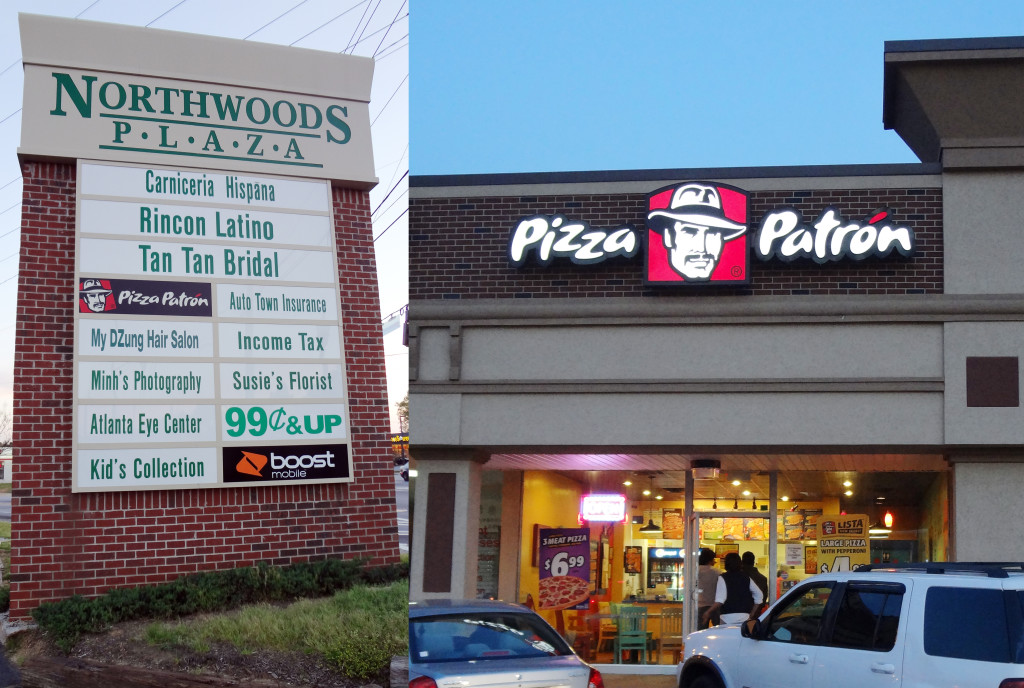 NORTHWOODS
P·L·A·Z·A
Carniceria Hispana
Rincon Latino
Tan Tan Bridal
Pizza Patrón
Auto Town Insurance
My DZung Hair Salon
Income Tax
Minh's Photography
Susie's Florist
Atlanta Eye Center
99¢ & UP
Kid's Collection
boost
mobile
Pizza Patrón
3 MEAT PIZZA
$6.99
LISTA
LARGE PIZZA
WITH PEPPERONI
$4